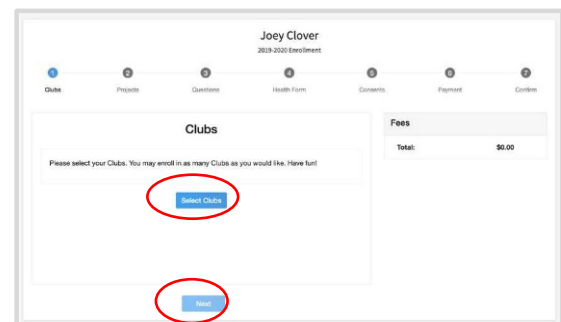 Joey Clover
2019-2020 Enrollment
1 2 3 4 5 6 7
Clubs Projects Questions Health Form Consents Payment Confirm
Clubs
Please select your Clubs. You may enroll in as many Clubs as you would like. Have fun!
Select Clubs
Next
Fees
Total: $0.00